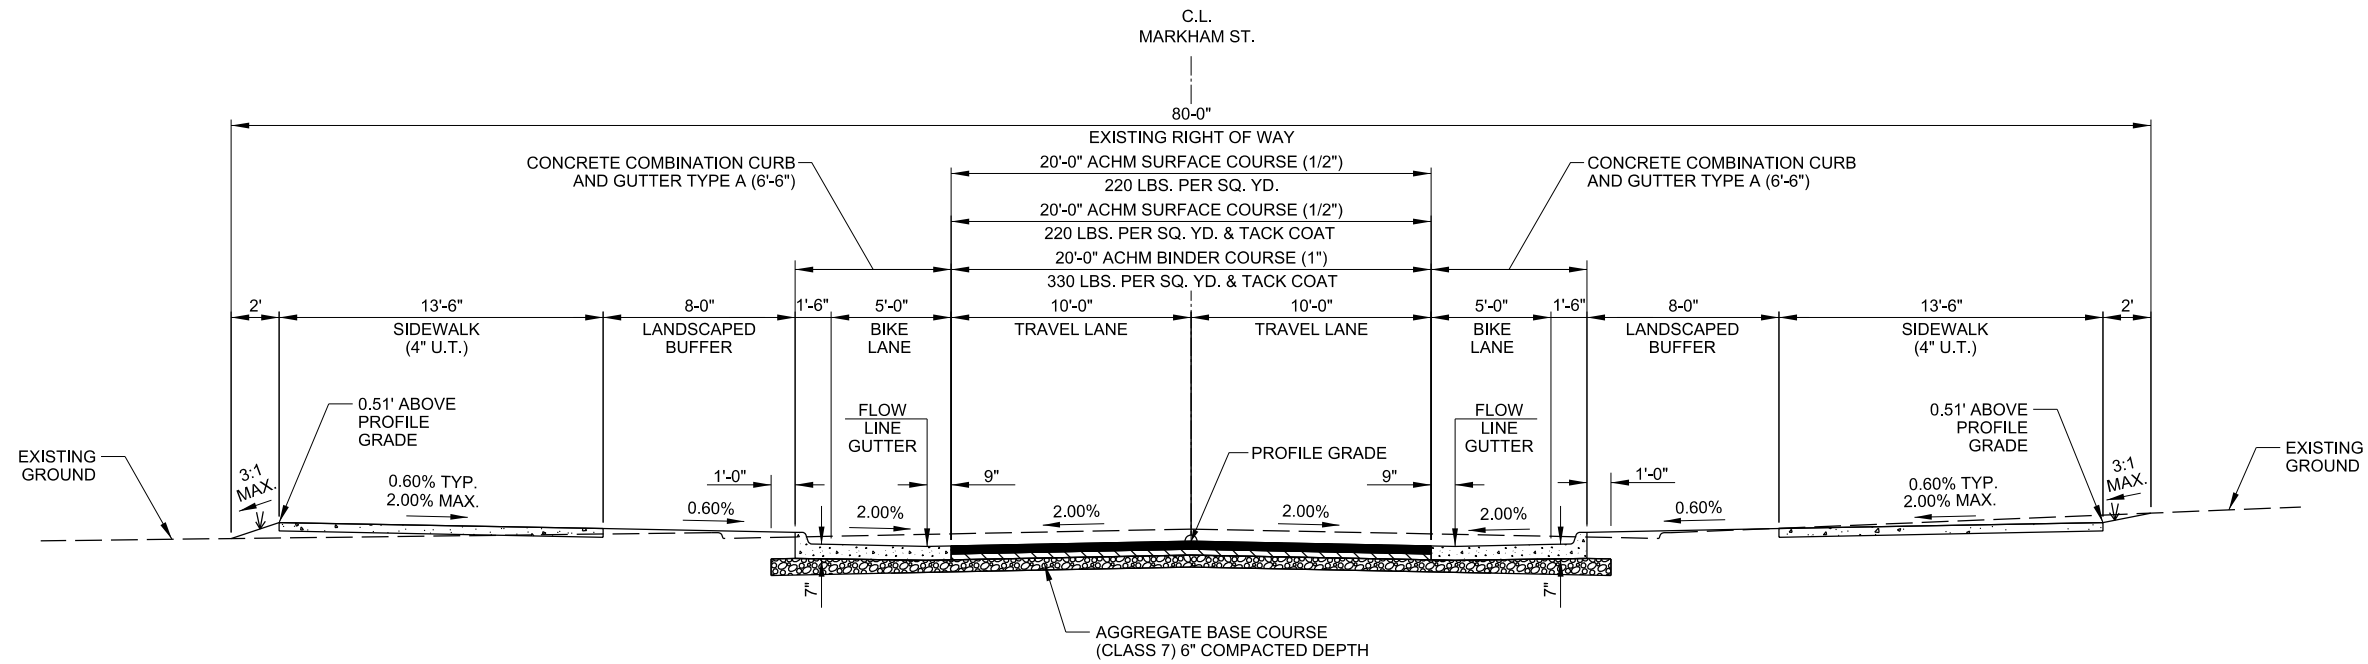 C.L.
MARKHAM ST.
80-0"
EXISTING RIGHT OF WAY
CONCRETE COMBINATION CURB
AND GUTTER TYPE A (6'-6")
20'-0" ACHM SURFACE COURSE (1/2")
220 LBS. PER SQ. YD.
20'-0" ACHM SURFACE COURSE (1/2")
220 LBS. PER SQ. YD. & TACK COAT
20'-0" ACHM BINDER COURSE (1")
330 LBS. PER SQ. YD. & TACK COAT
CONCRETE COMBINATION CURB
AND GUTTER TYPE A (6'-6")
2' 13'-6" 8-0" 1'-6" 5'-0" 10'-0" 10'-0" 5'-0" 1'-6" 8-0" 13'-6" 2'
SIDEWALK
(4" U.T.)
LANDSCAPED
BUFFER
BIKE
LANE
TRAVEL LANE
TRAVEL LANE
BIKE
LANE
LANDSCAPED
BUFFER
SIDEWALK
(4" U.T.)
0.51' ABOVE
PROFILE
GRADE
FLOW
LINE
GUTTER
FLOW
LINE
GUTTER
0.51' ABOVE
PROFILE
GRADE
EXISTING
GROUND
3:1
MAX.
0.60% TYP.
2.00% MAX.
1'-0"
0.60%
9"
2.00%
2.00%
PROFILE GRADE
2.00%
9"
2.00%
1'-0"
0.60%
0.60% TYP.
2.00% MAX.
3:1
MAX.
EXISTING
GROUND
7"
7"
AGGREGATE BASE COURSE
(CLASS 7) 6" COMPACTED DEPTH